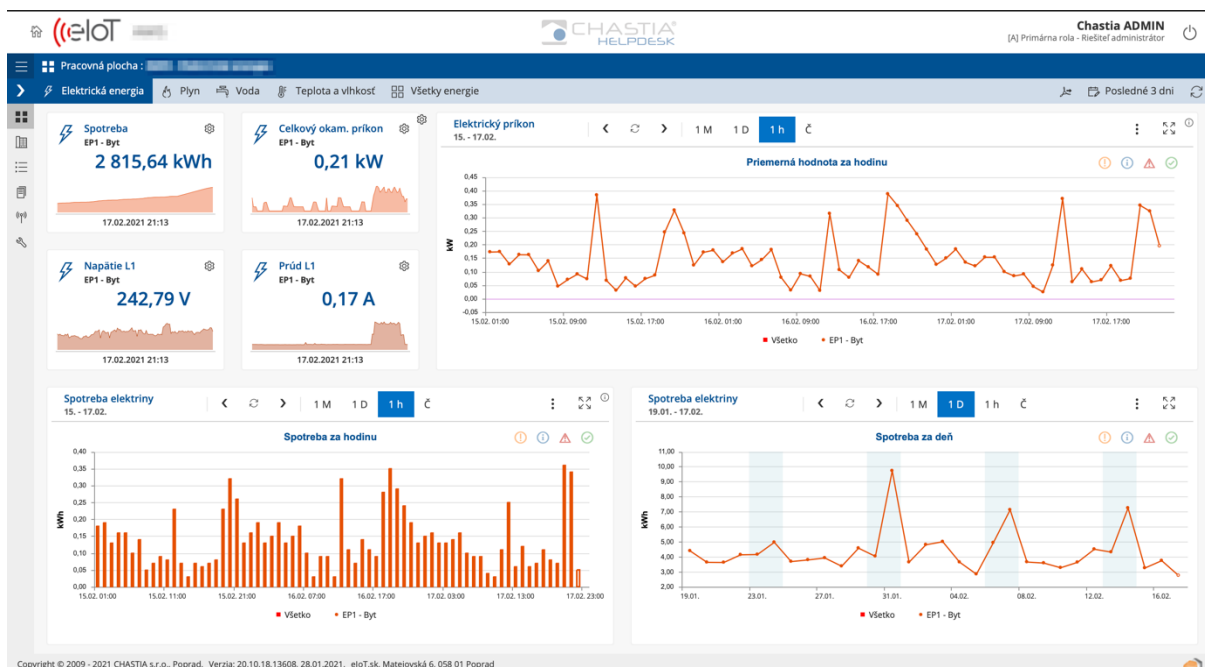 ((eIoT
CHASTIA®
HELPDESK
Chastia ADMIN
[A] Primárna rola - Riešiteľ administrátor
Pracovná plocha :
Elektrická energia Plyn Voda Teplota a vlhkosť Všetky energie
Posledné 3 dni
Spotreba
EP1 - Byt
2 815,64 kWh
17.02.2021 21:13
Celkový okam. príkon
EP1 - Byt
0,21 kW
17.02.2021 21:13
Napätie L1
EP1 - Byt
242,79 V
17.02.2021 21:13
Prúd L1
EP1 - Byt
0,17 A
17.02.2021 21:13
Elektrický príkon
15. - 17.02.
1 M 1 D 1 h Č
Priemerná hodnota za hodinu
kW
0,45
0,40
0,35
0,30
0,25
0,20
0,15
0,10
0,05
0,00
-0,05
15.02. 01:00 15.02. 09:00 15.02. 17:00 16.02. 01:00 16.02. 09:00 16.02. 17:00 17.02. 01:00 17.02. 09:00 17.02. 17:00
Všetko EP1 - Byt
Spotreba elektriny
15. - 17.02.
1 M 1 D 1 h Č
Spotreba za hodinu
kWh
0,40
0,35
0,30
0,25
0,20
0,15
0,10
0,05
0,00
15.02. 01:00 15.02. 11:00 15.02. 21:00 16.02. 07:00 16.02. 17:00 17.02. 03:00 17.02. 13:00 17.02. 23:00
Všetko EP1 - Byt
Spotreba elektriny
19.01. - 17.02.
1 M 1 D 1 h Č
Spotreba za deň
kWh
11,00
10,00
9,00
8,00
7,00
6,00
5,00
4,00
3,00
2,00
19.01. 23.01. 27.01. 31.01. 04.02. 08.02. 12.02. 16.02.
Všetko EP1 - Byt
Copyright © 2009 - 2021 CHASTIA s.r.o., Poprad, Verzia: 20.10.18.13608, 28.01.2021, eIoT.sk, Matejovská 6, 058 01 Poprad